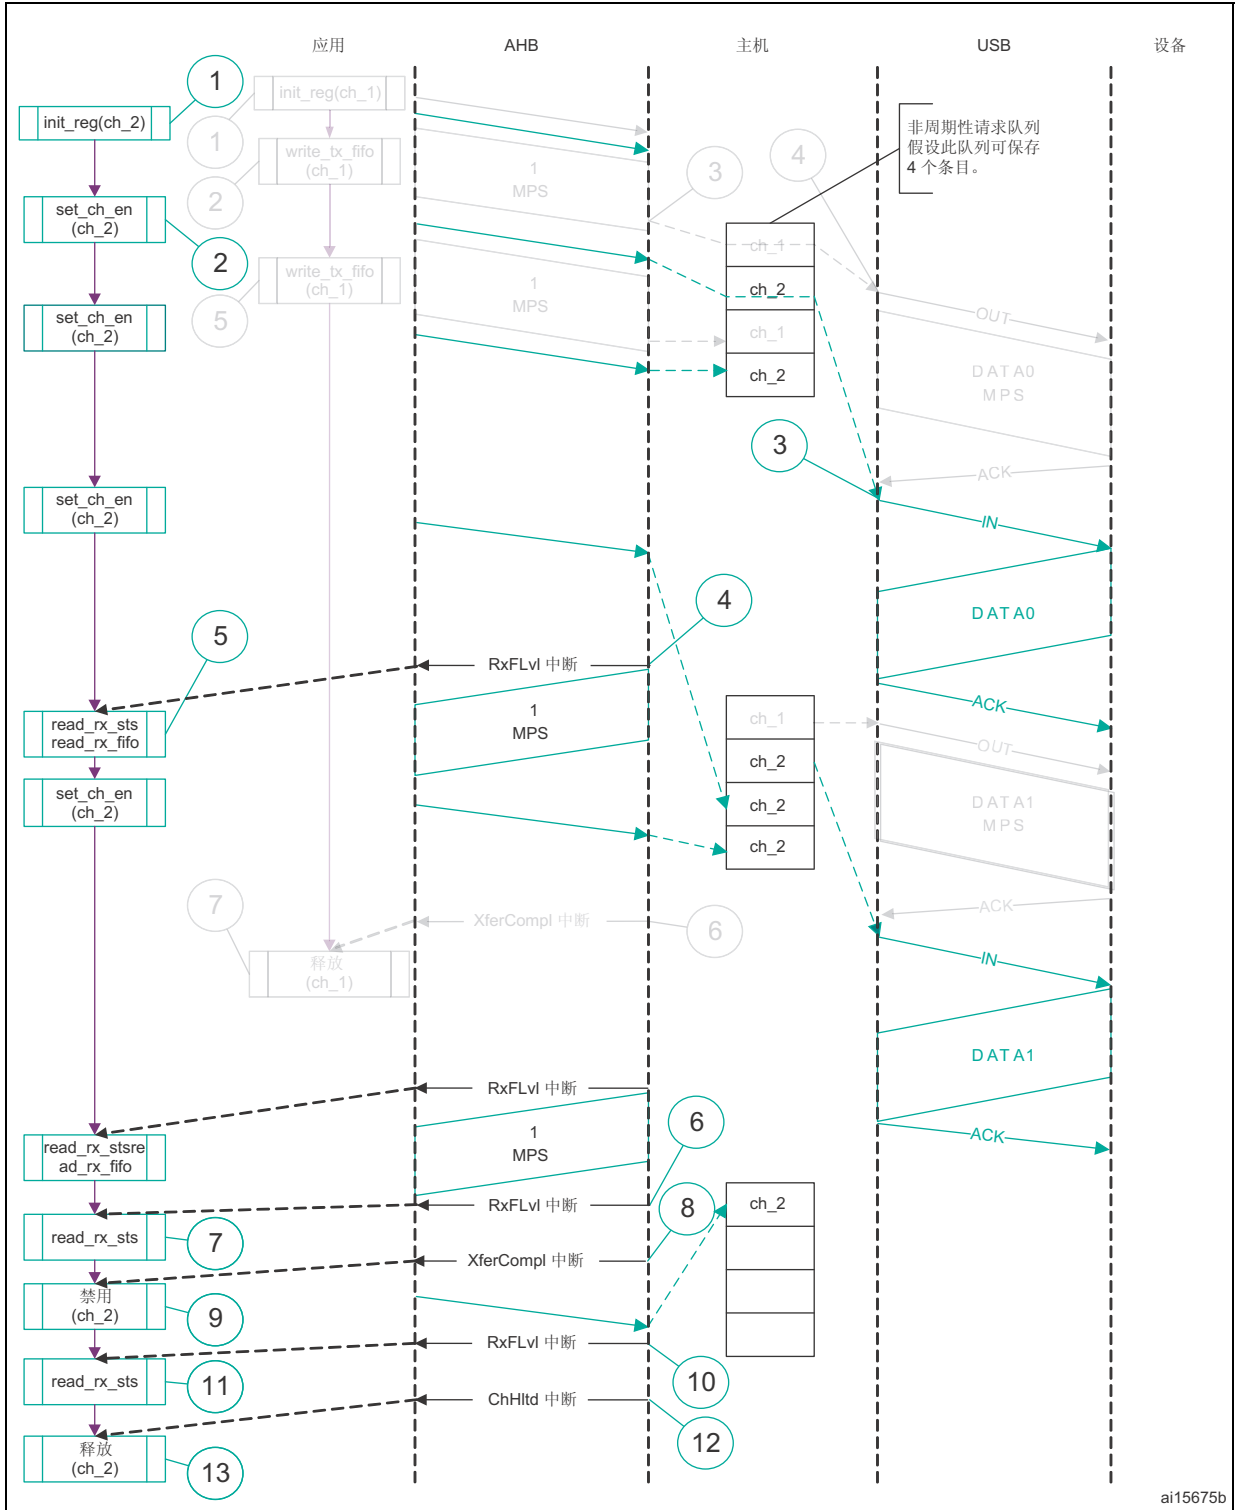 应用
AHB
主机
USB
设备
1
init_reg(ch_2)
init_reg(ch_1)
1
write_tx_fifo
(ch_1)
2
1
MPS
3
4
非周期性请求队列
假设此队列可保存
4 个条目。
set_ch_en
(ch_2)
2
write_tx_fifo
(ch_1)
5
1
MPS
ch_1
ch_2
ch_1
ch_2
OUT
DATA0
MPS
ACK
set_ch_en
(ch_2)
3
set_ch_en
(ch_2)
IN
DATA0
ACK
4
5
RxFLvl 中断
read_rx_sts
read_rx_fifo
1
MPS
ch_1
ch_2
ch_2
ch_2
OUT
DATA1
MPS
ACK
set_ch_en
(ch_2)
7
XferCompl 中断
6
释放
(ch_1)
IN
DATA1
ACK
RxFLvl 中断
read_rx_stsre
ad_rx_fifo
1
MPS
6
RxFLvl 中断
8
ch_2
read_rx_sts
7
XferCompl 中断
禁用
(ch_2)
9
RxFLvl 中断
10
read_rx_sts
11
ChHltd 中断
12
释放
(ch_2)
13
ai15675b